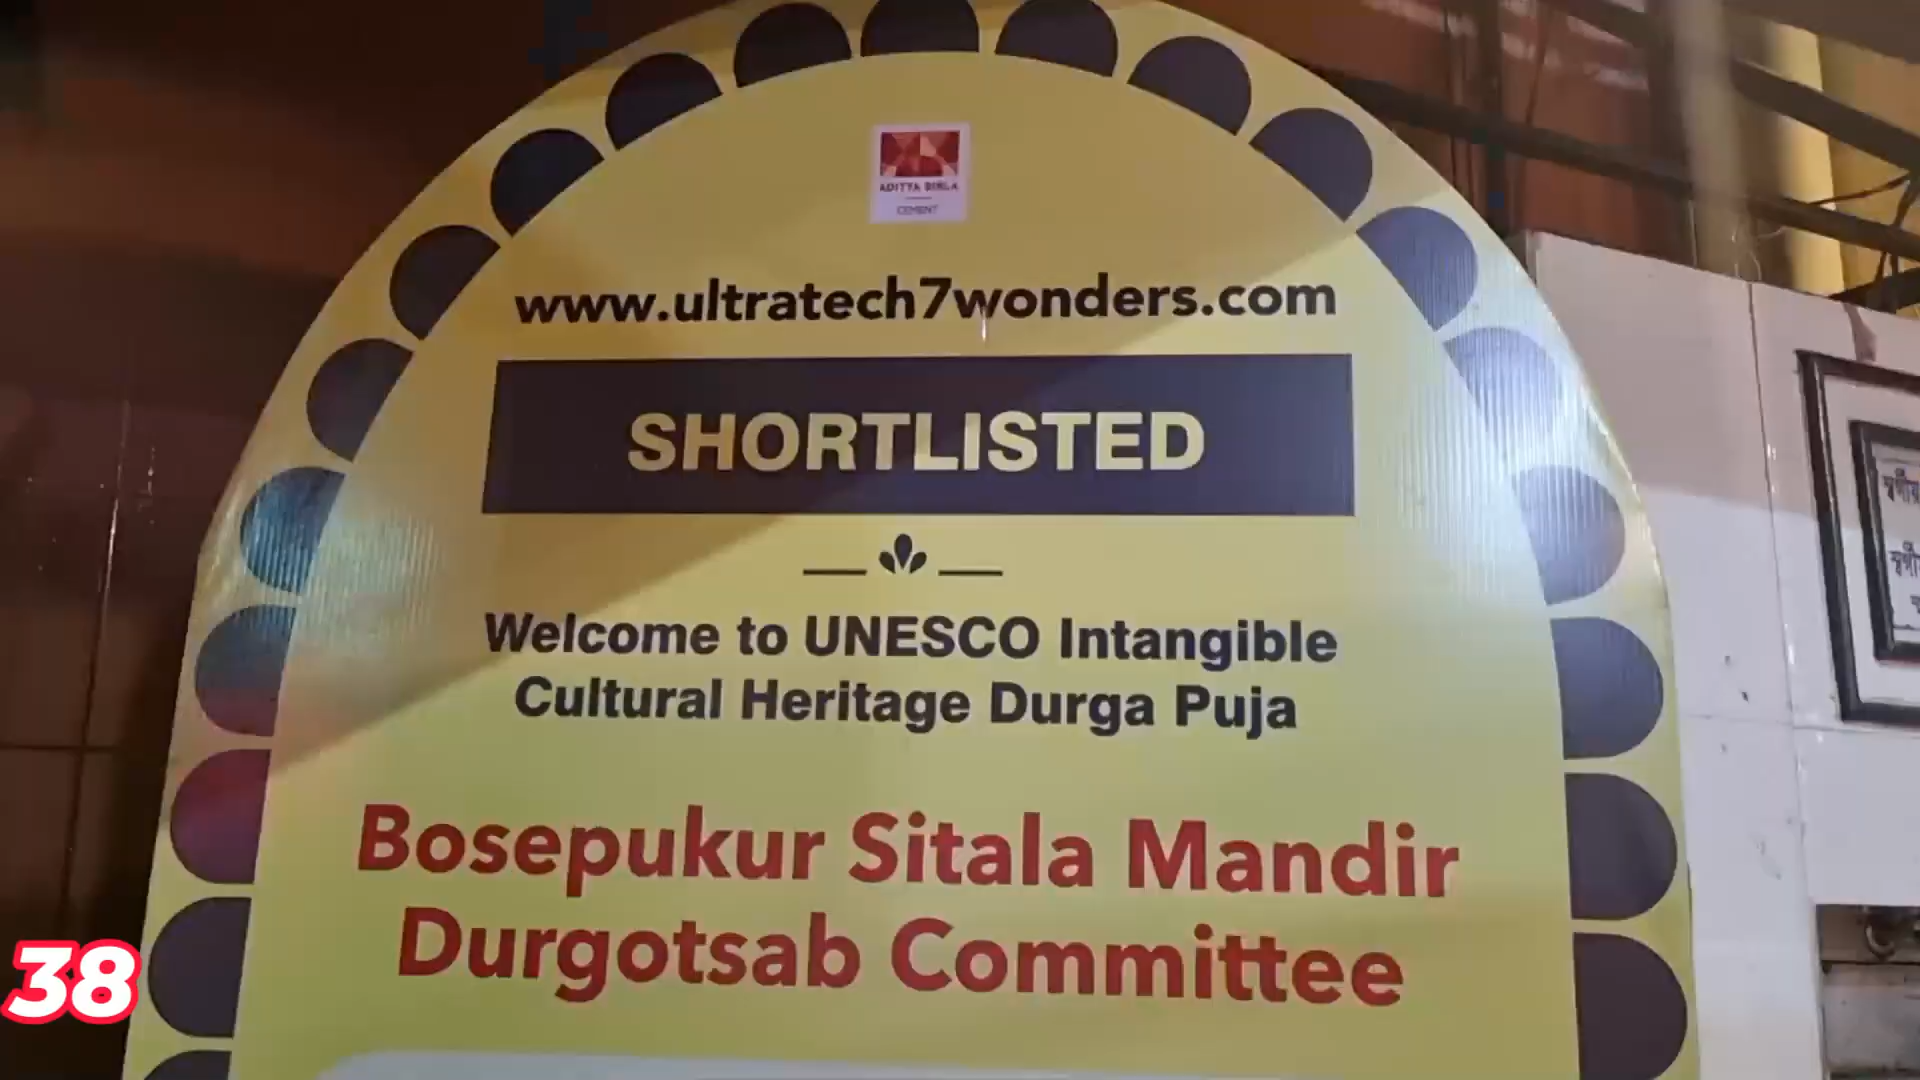 ADITYA BIRLA
CEMENT
www.ultratech7wonders.com
SHORTLISTED
Welcome to UNESCO Intangible
Cultural Heritage Durga Puja
Bosepukur Sitala Mandir
Durgotsab Committee
38